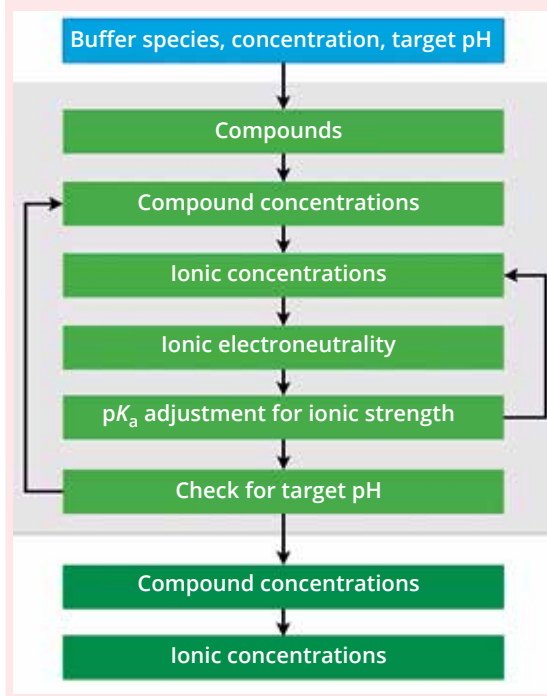 Buffer species, concentration, target pH
Compounds
Compound concentrations
Ionic concentrations
Ionic electroneutrality
pKₐ adjustment for ionic strength
Check for target pH
Compound concentrations
Ionic concentrations